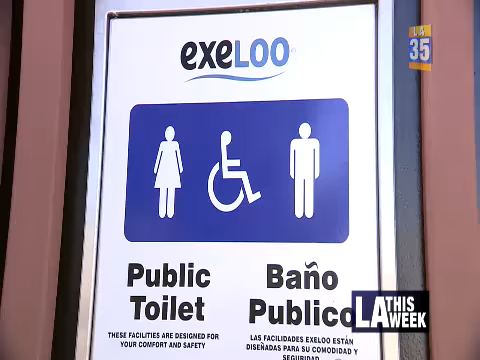 exeLOO
LA
35
Public
Toilet
THESE FACILITIES ARE DESIGNED FOR
YOUR COMFORT AND SAFETY
Baño
Publico
LAS FACILIDADES EXELOO ESTÁN
DISEÑADAS PARA SU COMODIDAD Y
SEGURIDAD
LA THIS
WEEK